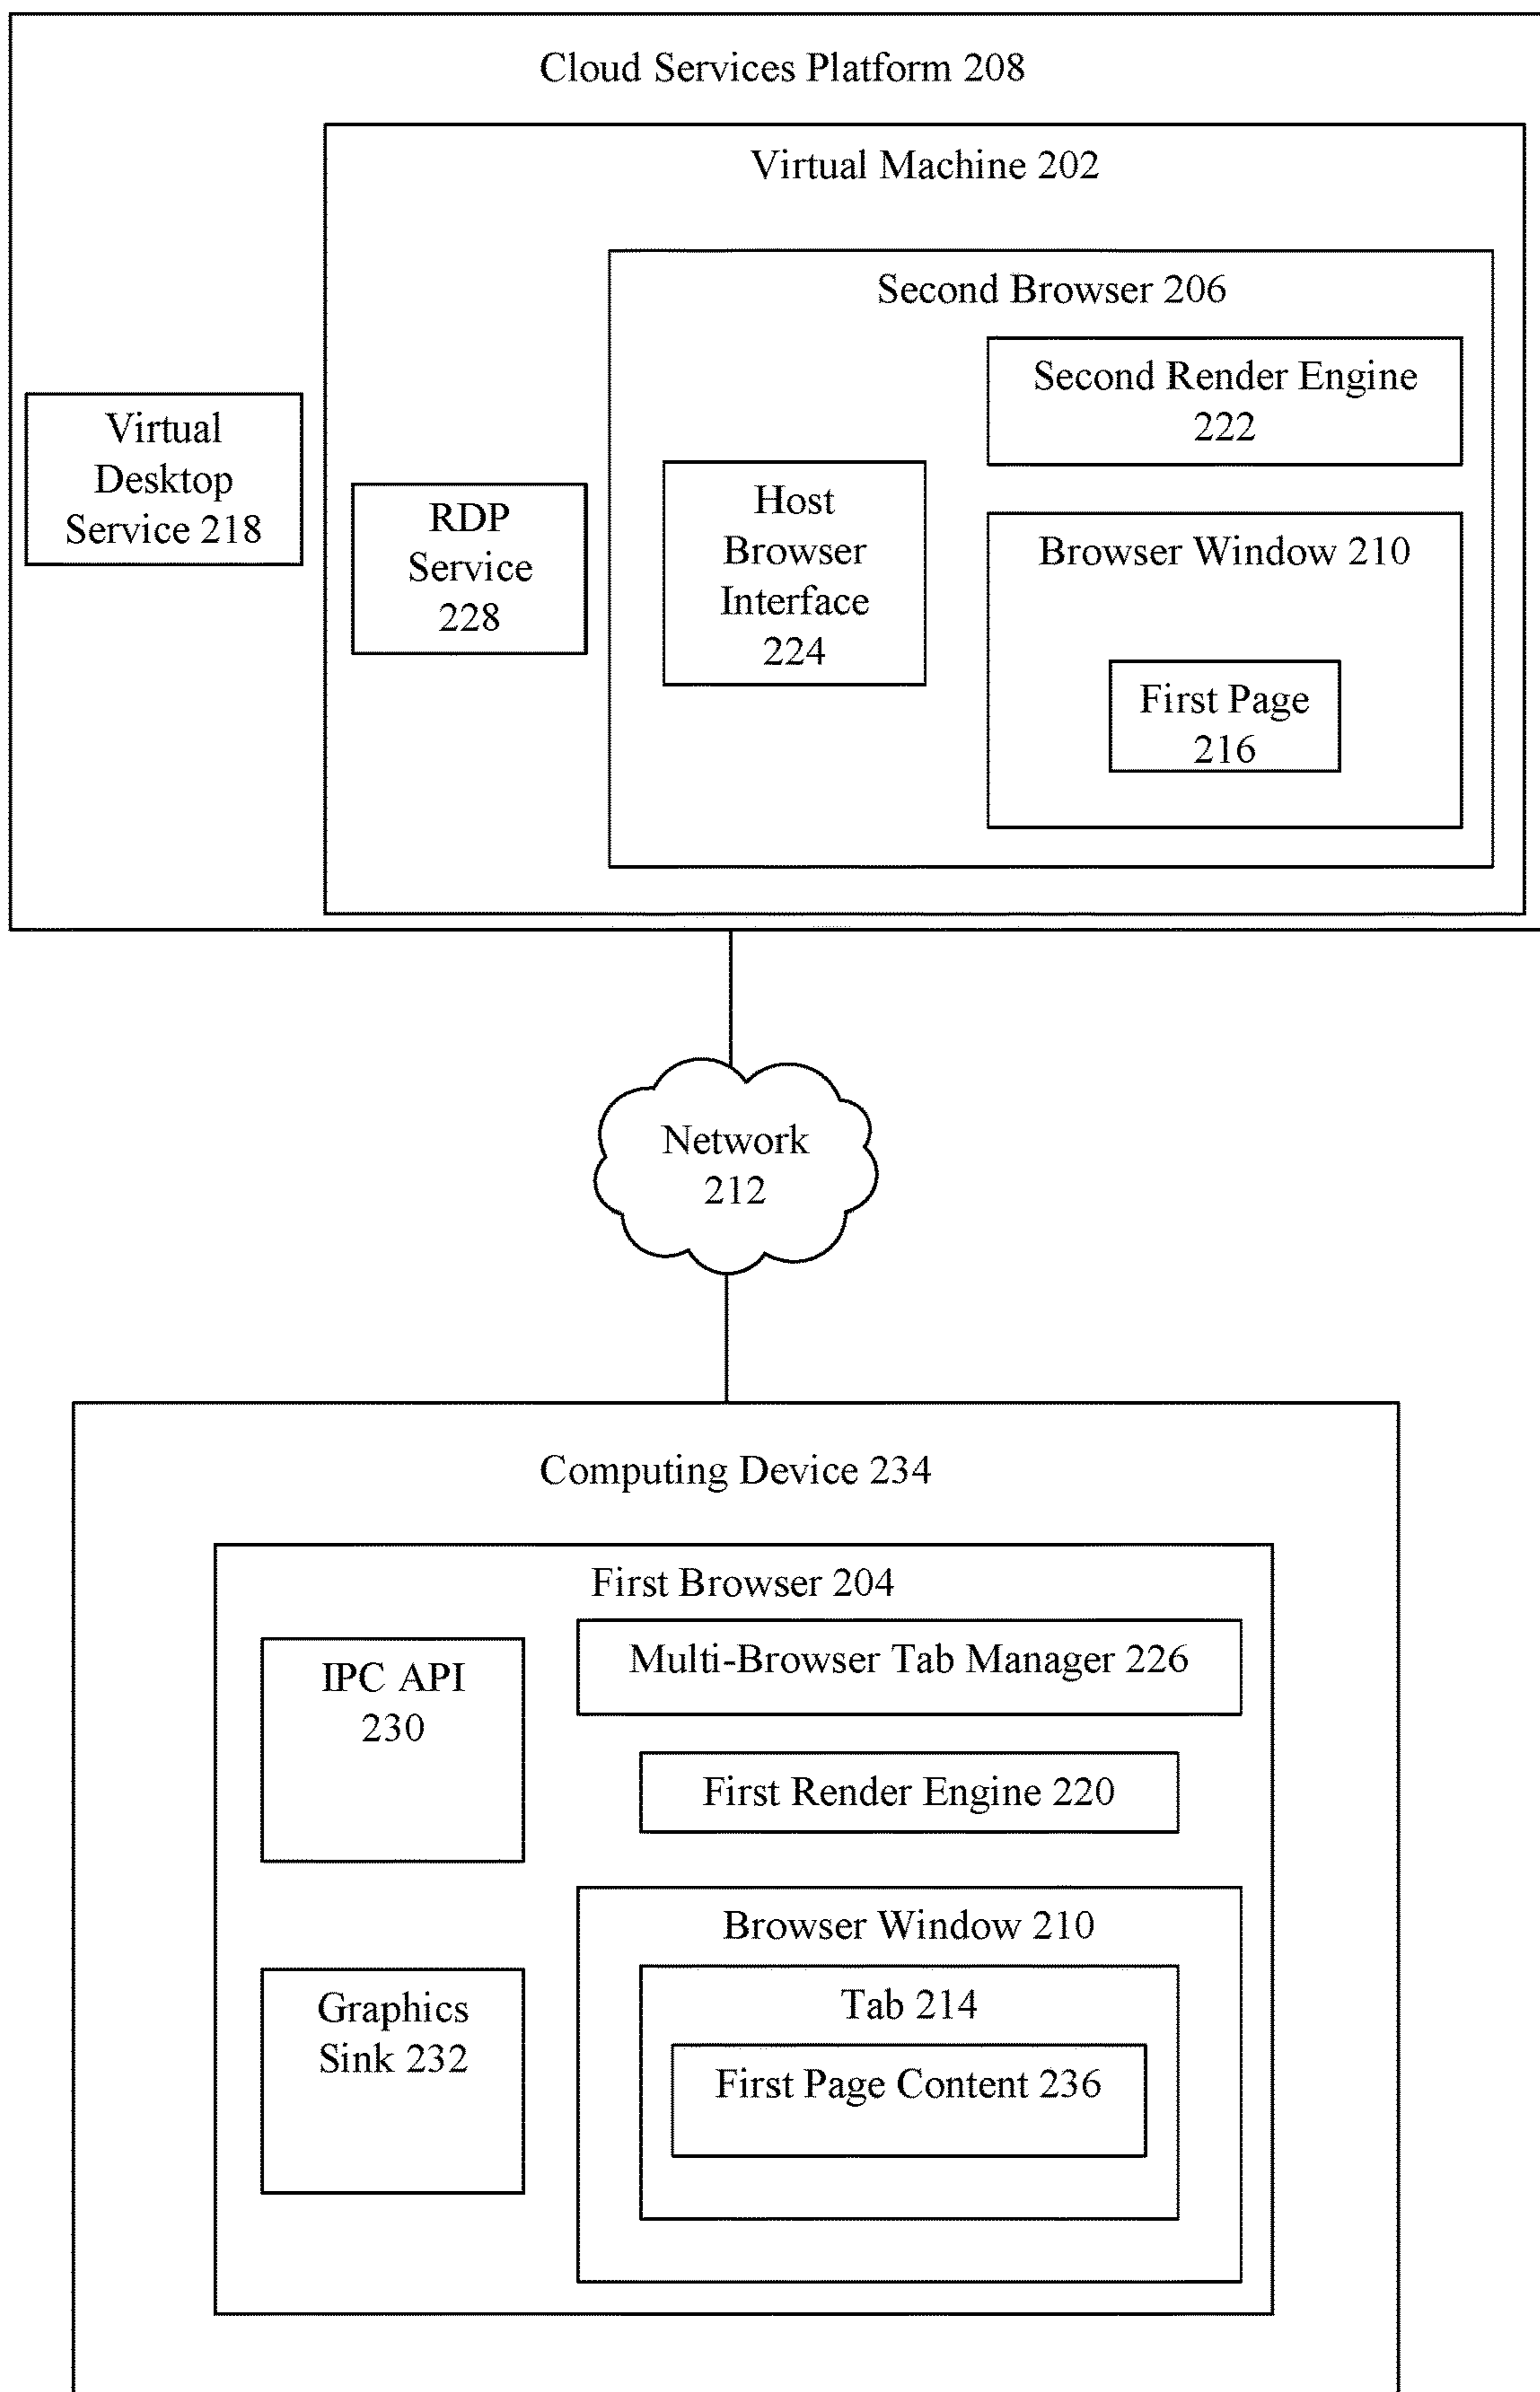 Cloud Services Platform 208
Virtual Machine 202
Second Browser 206
Second Render Engine
222
Virtual
Desktop
Service 218
RDP
Service
228
Host
Browser
Interface
224
Browser Window 210
First Page
216
Network
212
Computing Device 234
First Browser 204
IPC API
230
Multi-Browser Tab Manager 226
First Render Engine 220
Graphics
Sink 232
Browser Window 210
Tab 214
First Page Content 236